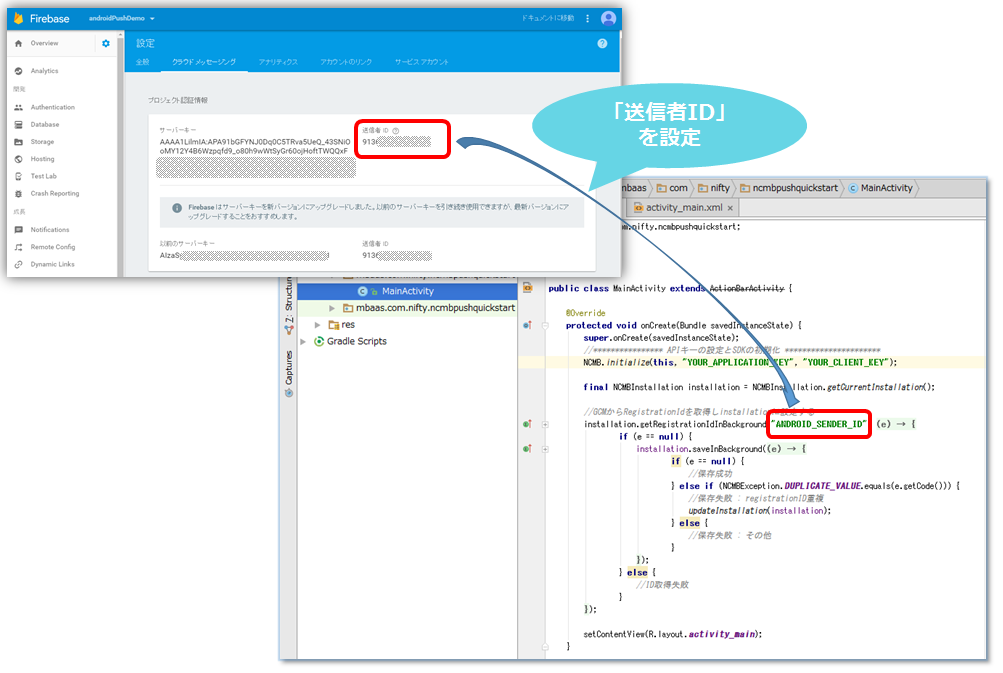 Firebase
androidPushDemo
ドキュメントに移動
Overview
Analytics
開発
Authentication
Database
Storage
Hosting
Test Lab
Crash Reporting
成長
Notifications
Remote Config
Dynamic Links
設定
全般 クラウド メッセージング アナリティクス アカウントのリンク サービス アカウント
プロジェクト認証情報
サーバーキー
送信者 ID
9136
以前のサーバーキー
AIzaS
送信者 ID
9136
Firebase はサーバーキーを新バージョンにアップグレードしました。以前のサーバーキーを引き続き使用できますが、最新バージョンにア
ップグレードすることをおすすめします。
「送信者ID」
を設定
mbaas com nifty ncmbpushquickstart MainActivity
activity_main.xml ×
m.nifty.ncmbpushquickstart;
MainActivity
mbaas.com.nifty.ncmbpushquickstart
res
Gradle Scripts
Z: Structure
Captures
public class MainActivity extends ActionBarActivity {
@Override
protected void onCreate(Bundle savedInstanceState) {
super.onCreate(savedInstanceState);
//*************** APIキーの設定とSDKの初期化 **********************
NCMB.initialize(this, "YOUR_APPLICATION_KEY", "YOUR_CLIENT_KEY");
final NCMBInstallation installation = NCMBInstallation.getCurrentInstallation();
//GCMからRegistrationIdを取得しinstallationに設定する
installation.getRegistrationIdInBackground "ANDROID_SENDER_ID" (e) → {
if (e == null) {
installation.saveInBackground((e) → {
if (e == null) {
//保存成功
} else if (NCMBException.DUPLICATE_VALUE.equals(e.getCode())) {
//保存失敗 : registrationID重複
updateInstallation(installation);
} else {
//保存失敗 : その他
}
});
} else {
//ID取得失敗
}
});
setContentView(R.layout.activity_main);
}